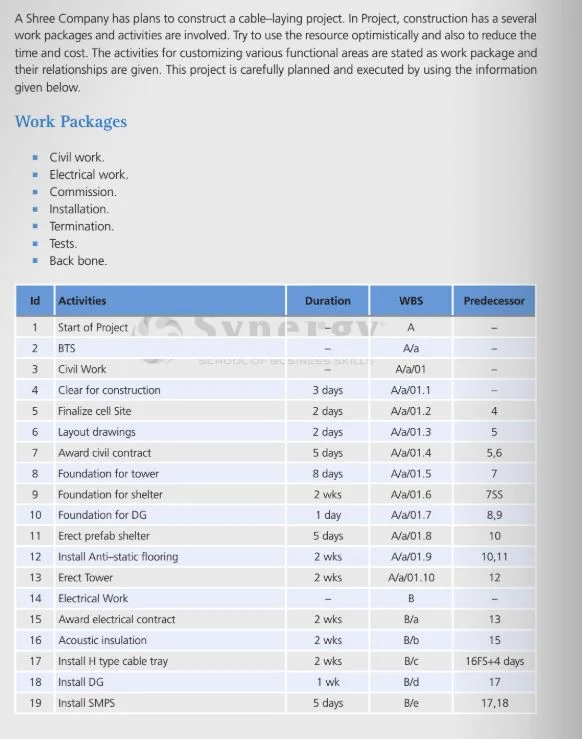 A Shree Company has plans to construct a cable–laying project. In Project, construction has a several
work packages and activities are involved. Try to use the resource optimistically and also to reduce the
time and cost. The activities for customizing various functional areas are stated as work package and
their relationships are given. This project is carefully planned and executed by using the information
given below.
Work Packages
Civil work.
Electrical work.
Commission.
Installation.
Termination.
Tests.
Back bone.
Id Activities Duration WBS Predecessor
1 Start of Project – A –
2 BTS – A/a –
3 Civil Work – A/a/01 –
4 Clear for construction 3 days A/a/01.1 –
5 Finalize cell Site 2 days A/a/01.2 4
6 Layout drawings 2 days A/a/01.3 5
7 Award civil contract 5 days A/a/01.4 5,6
8 Foundation for tower 8 days A/a/01.5 7
9 Foundation for shelter 2 wks A/a/01.6 7SS
10 Foundation for DG 1 day A/a/01.7 8,9
11 Erect prefab shelter 5 days A/a/01.8 10
12 Install Anti–static flooring 2 wks A/a/01.9 10,11
13 Erect Tower 2 wks A/a/01.10 12
14 Electrical Work – B –
15 Award electrical contract 2 wks B/a 13
16 Acoustic insulation 2 wks B/b 15
17 Install H type cable tray 2 wks B/c 16FS+4 days
18 Install DG 1 wk B/d 17
19 Install SMPS 5 days B/e 17,18
Synergy
SCHOOL OF BUSINESS SKILLS